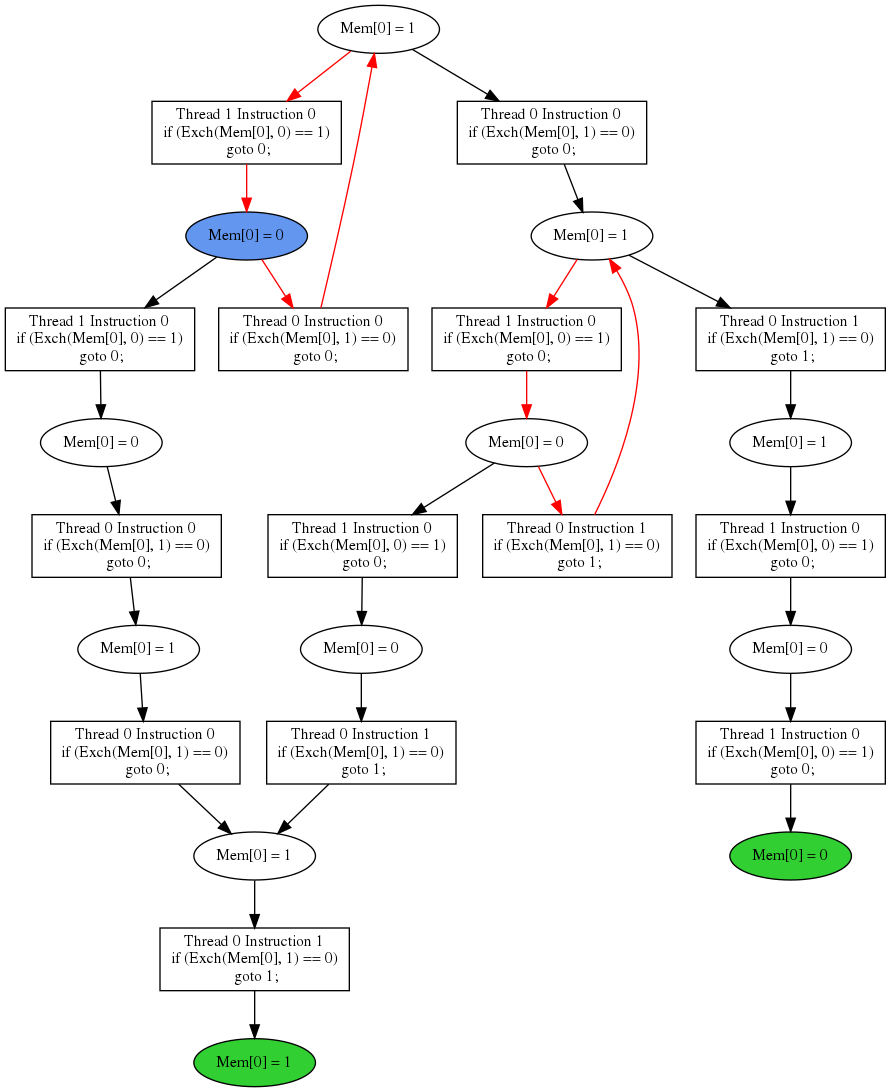 Mem[0] = 1
Thread 1 Instruction 0
if (Exch(Mem[0], 0) == 1)
goto 0;
Thread 0 Instruction 0
if (Exch(Mem[0], 1) == 0)
goto 0;
Mem[0] = 0
Mem[0] = 1
Thread 1 Instruction 0
if (Exch(Mem[0], 0) == 1)
goto 0;
Thread 0 Instruction 0
if (Exch(Mem[0], 1) == 0)
goto 0;
Thread 1 Instruction 0
if (Exch(Mem[0], 0) == 1)
goto 0;
Thread 0 Instruction 1
if (Exch(Mem[0], 1) == 0)
goto 1;
Mem[0] = 0
Mem[0] = 0
Mem[0] = 1
Thread 0 Instruction 0
if (Exch(Mem[0], 1) == 0)
goto 0;
Thread 1 Instruction 0
if (Exch(Mem[0], 0) == 1)
goto 0;
Thread 0 Instruction 1
if (Exch(Mem[0], 1) == 0)
goto 1;
Thread 1 Instruction 0
if (Exch(Mem[0], 0) == 1)
goto 0;
Mem[0] = 1
Mem[0] = 0
Mem[0] = 0
Thread 0 Instruction 0
if (Exch(Mem[0], 1) == 0)
goto 0;
Thread 0 Instruction 1
if (Exch(Mem[0], 1) == 0)
goto 1;
Thread 1 Instruction 0
if (Exch(Mem[0], 0) == 1)
goto 0;
Mem[0] = 1
Mem[0] = 0
Thread 0 Instruction 1
if (Exch(Mem[0], 1) == 0)
goto 1;
Mem[0] = 1